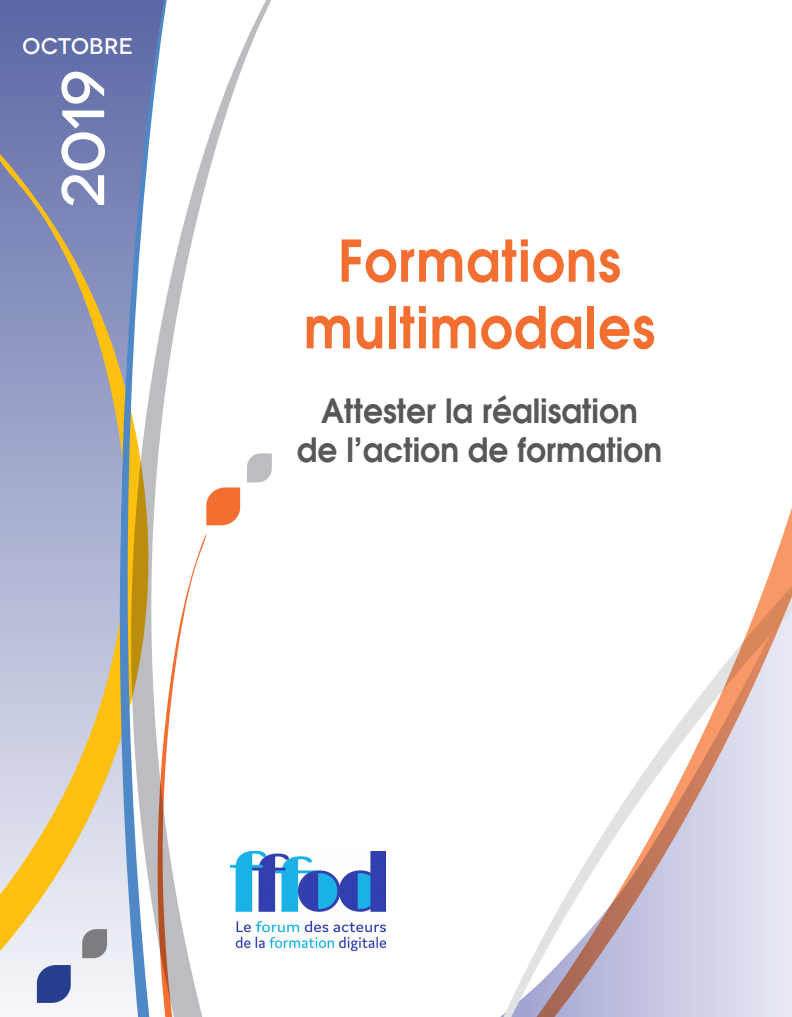 OCTOBRE
2019
Formations
multimodales
Attester la réalisation
de l’action de formation
fffod
Le forum des acteurs
de la formation digitale